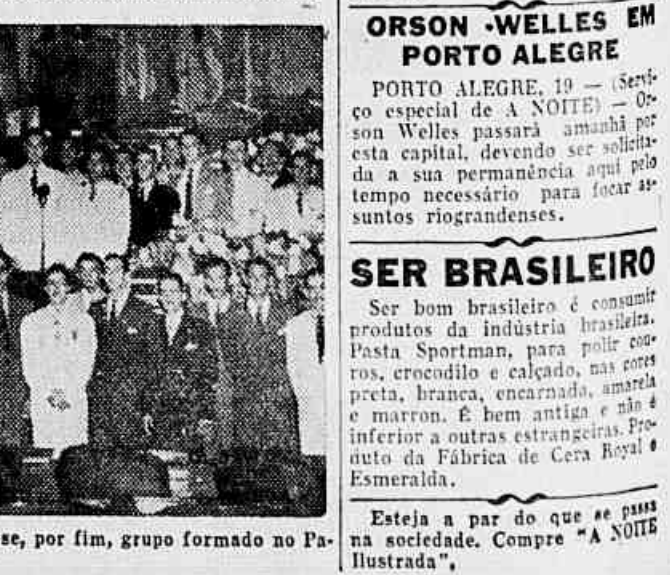 ORSON WELLES EM
PORTO ALEGRE
PORTO ALEGRE, 19 — (Servi-
ço especial de A NOITE) — Or-
son Welles passará amanhã por
esta capital, devendo ser solicita-
da a sua permanência aqui pelo
tempo necessário para focar as-
suntos riograndenses.
SER BRASILEIRO
Ser bom brasileiro é consumir
produtos da indústria brasileira.
Pasta Sportman, para polir cou-
ros, crocodilo e calçado, nas cores
preta, branca, encarnada, amarela
e marron. É bem antiga e não é
inferior a outras estrangeiras. Pro-
duto da Fábrica de Cera Royal e
Esmeralda.
Esteja a par do que se passa
na sociedade. Compre "A NOITE
Ilustrada".
se, por fim, grupo formado no Pa-